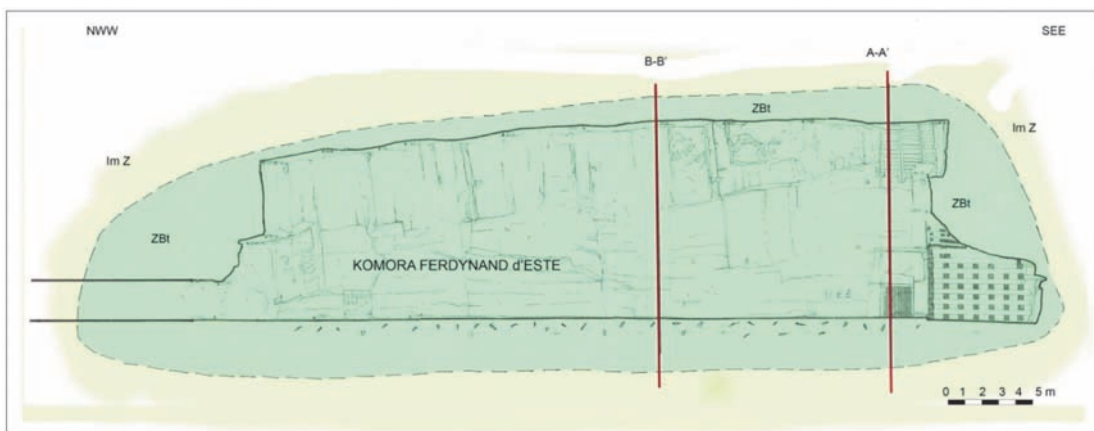 NWW
SEE
B-B'
A-A'
ZBt
Im Z
Im Z
ZBt
ZBt
KOMORA FERDYNAND d'ESTE
0 1 2 3 4 5 m